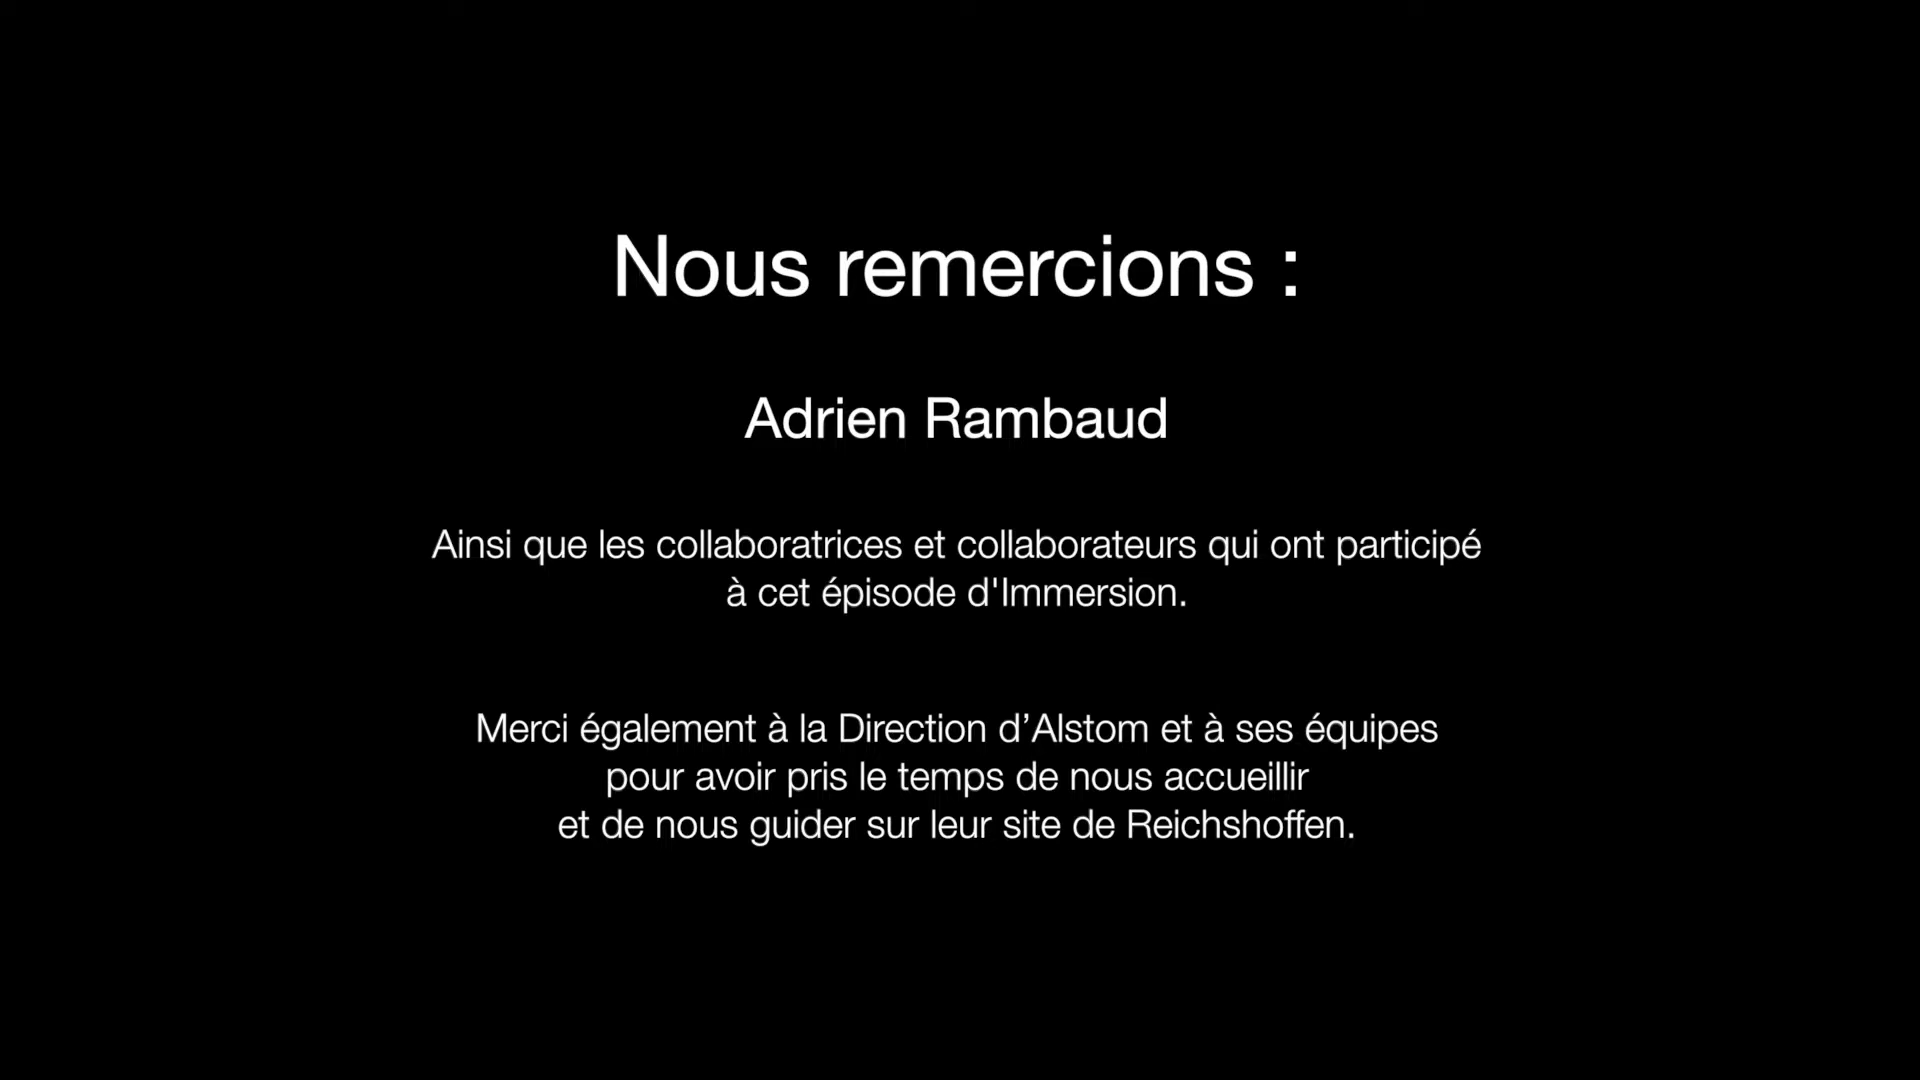 Nous remercions :
Adrien Rambaud
Ainsi que les collaboratrices et collaborateurs qui ont participé
à cet épisode d'Immersion.
Merci également à la Direction d’Alstom et à ses équipes
pour avoir pris le temps de nous accueillir
et de nous guider sur leur site de Reichshoffen.